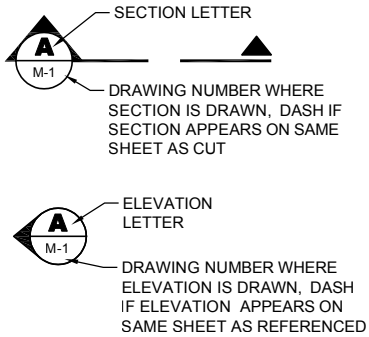 SECTION LETTER
A
M-1
DRAWING NUMBER WHERE
SECTION IS DRAWN, DASH IF
SECTION APPEARS ON SAME
SHEET AS CUT
ELEVATION
LETTER
A
M-1
DRAWING NUMBER WHERE
ELEVATION IS DRAWN, DASH
IF ELEVATION APPEARS ON
SAME SHEET AS REFERENCED